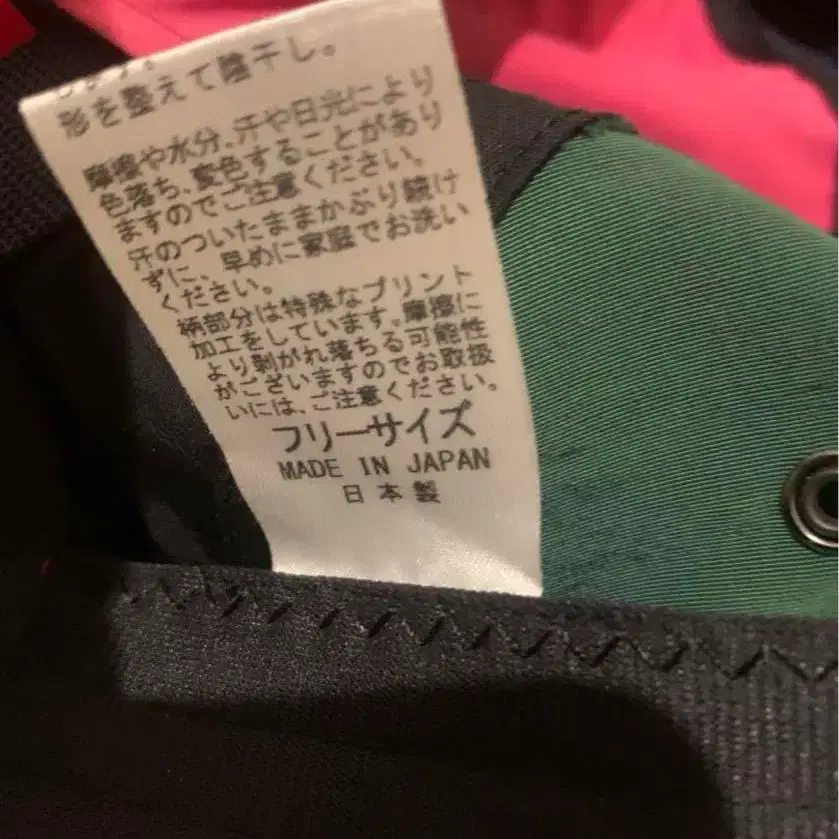 形を整えて陰干し。
摩擦や水分、汗や日光により
色落ち、変色することがあり
ますのでご注意ください。
汗のついたままかぶり続け
ずに、早めに家庭でお洗い
ください。
柄部分は特殊なプリント
加工をしています。摩擦に
より剥がれ落ちる可能性
がございますのでお取扱
いには、ご注意ください。
フリーサイズ
MADE IN JAPAN
日本製